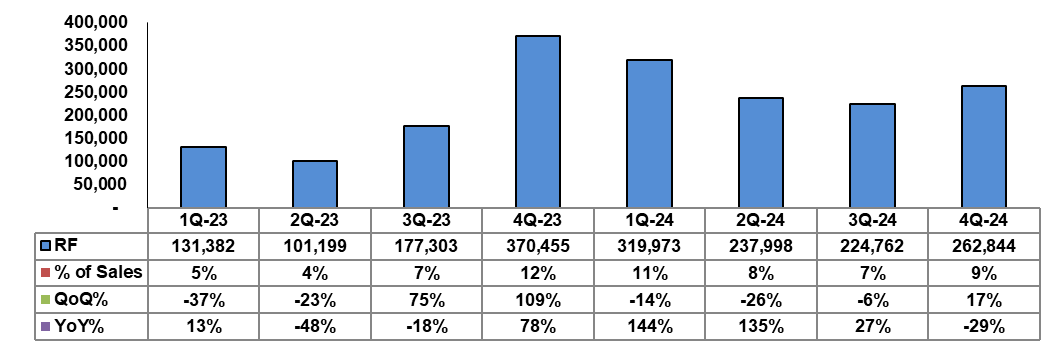 400,000
350,000
300,000
250,000
200,000
150,000
100,000
50,000
-
1Q-23 2Q-23 3Q-23 4Q-23 1Q-24 2Q-24 3Q-24 4Q-24
RF 131,382 101,199 177,303 370,455 319,973 237,998 224,762 262,844
% of Sales 5% 4% 7% 12% 11% 8% 7% 9%
QoQ% -37% -23% 75% 109% -14% -26% -6% 17%
YoY% 13% -48% -18% 78% 144% 135% 27% -29%